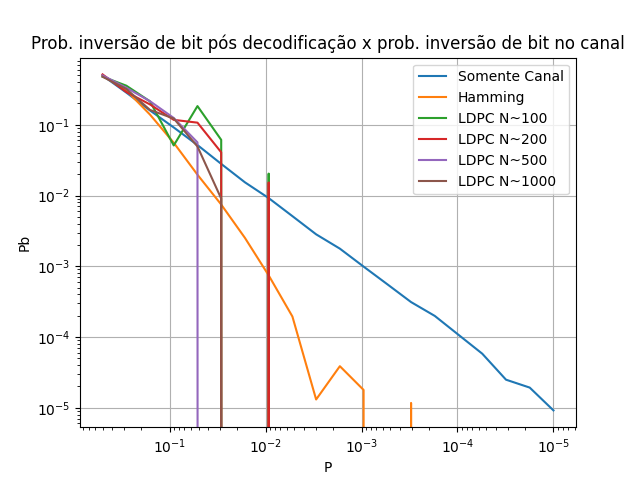 Prob. inversão de bit pós decodificação x prob. inversão de bit no canal
Somente Canal
Hamming
LDPC N~100
LDPC N~200
LDPC N~500
LDPC N~1000
Pb
10⁻¹
10⁻²
10⁻³
10⁻⁴
10⁻⁵
10⁻¹ 10⁻² 10⁻³ 10⁻⁴ 10⁻⁵
P